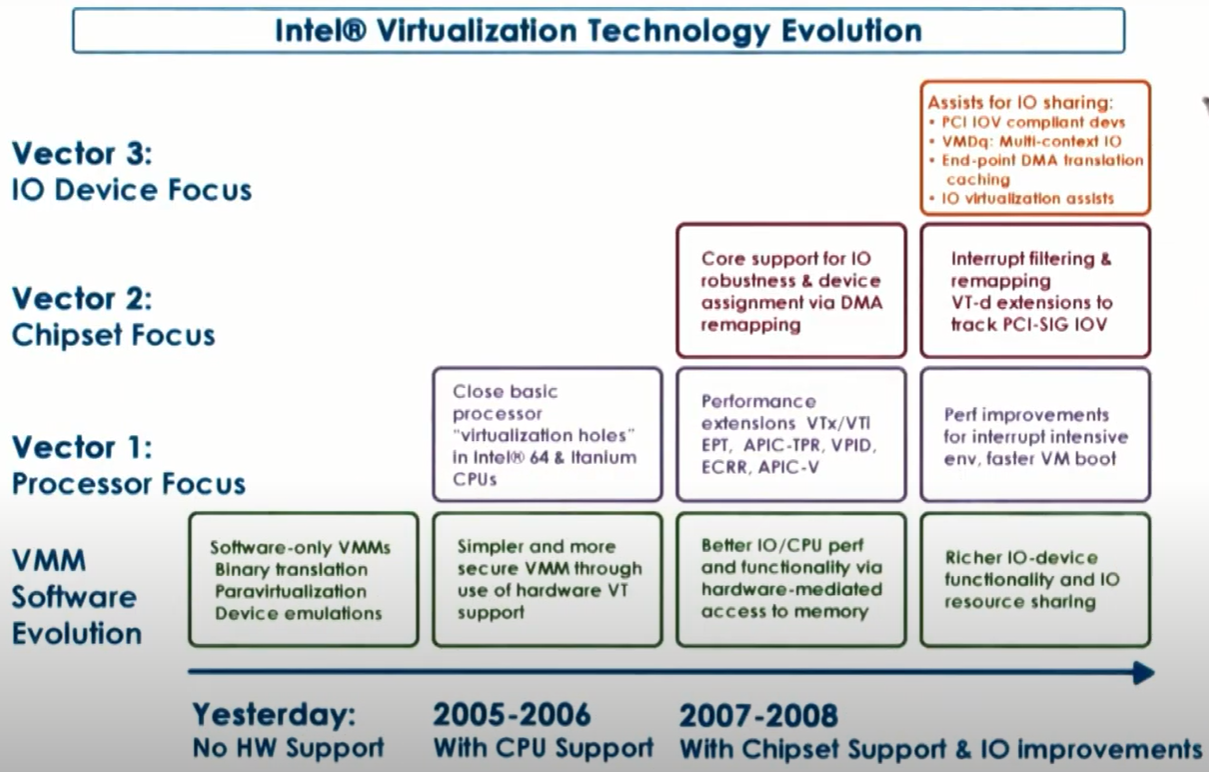 Intel® Virtualization Technology Evolution
Vector 3:
IO Device Focus
Assists for IO sharing:
• PCI IOV compliant devs
• VMDq: Multi-context IO
• End-point DMA translation
caching
• IO virtualization assists
Vector 2:
Chipset Focus
Core support for IO
robustness & device
assignment via DMA
remapping
Interrupt filtering &
remapping
VT-d extensions to
track PCI-SIG IOV
Vector 1:
Processor Focus
Close basic
processor
"virtualization holes"
in Intel® 64 & Itanium
CPUs
Performance
extensions VTx/VTi
EPT, APIC-TPR, VPID,
ECRR, APIC-V
Perf improvements
for interrupt intensive
env, faster VM boot
VMM
Software
Evolution
Software-only VMMs
Binary translation
Paravirtualization
Device emulations
Simpler and more
secure VMM through
use of hardware VT
support
Better IO/CPU perf
and functionality via
hardware-mediated
access to memory
Richer IO-device
functionality and IO
resource sharing
Yesterday:
No HW Support
2005-2006
With CPU Support
2007-2008
With Chipset Support & IO improvements